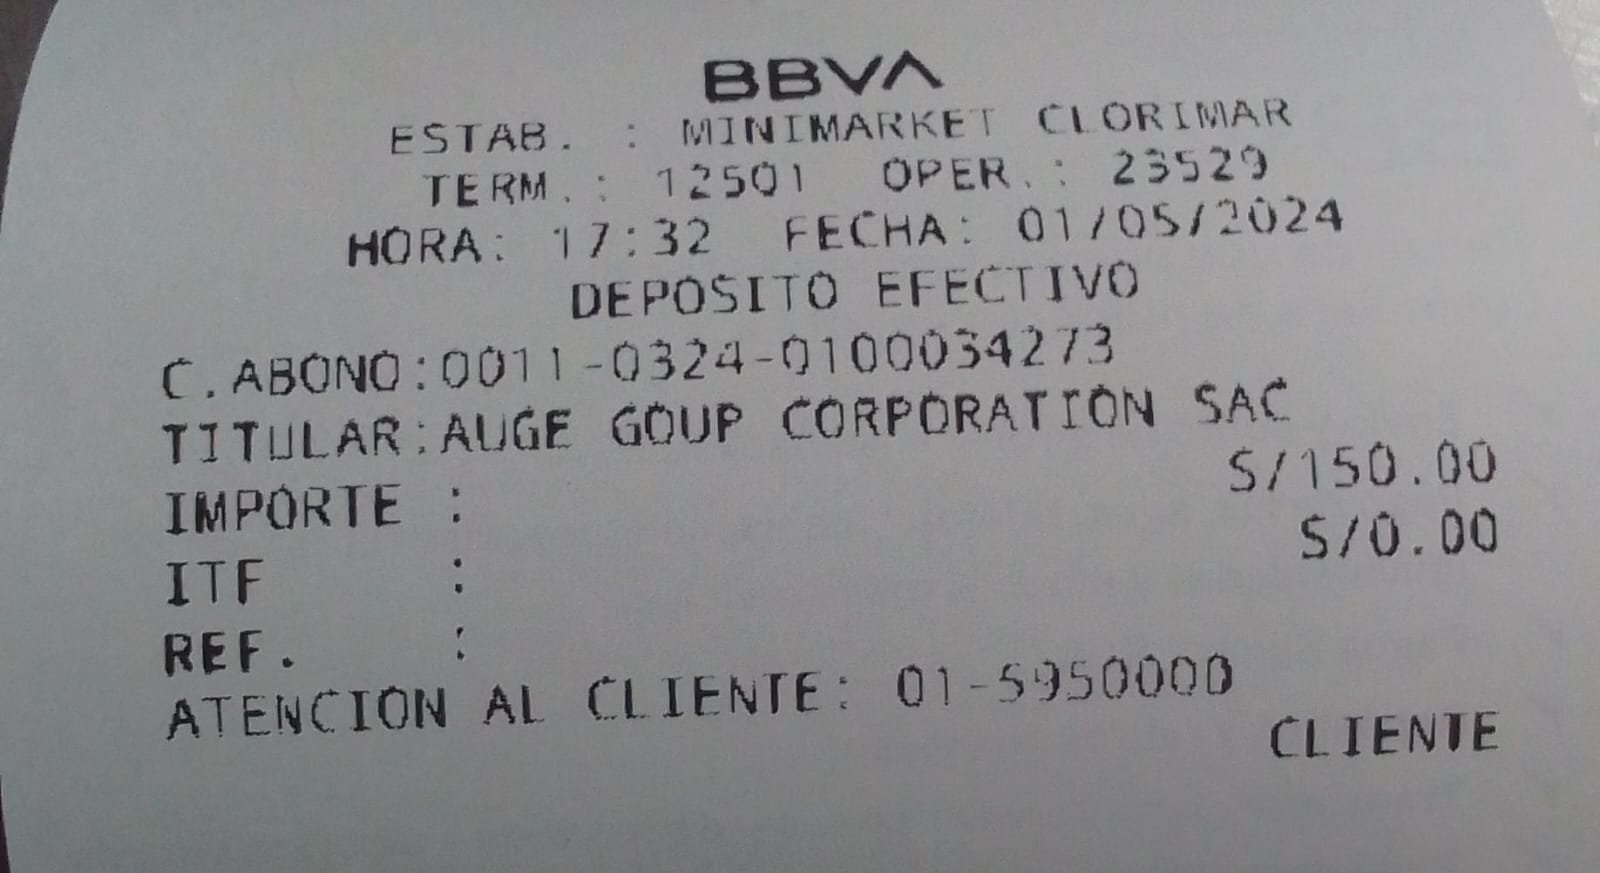 BBVA
ESTAB. : MINIMARKET CLORIMAR
TERM.: 12501 OPER.: 23529
HORA: 17:32 FECHA: 01/05/2024
DEPOSITO EFECTIVO
C.ABONO:0011-0324-0100034273
TITULAR:AUGE GOUP CORPORATION SAC
IMPORTE : S/150.00
ITF : S/0.00
REF. :
ATENCION AL CLIENTE: 01-5950000
CLIENTE